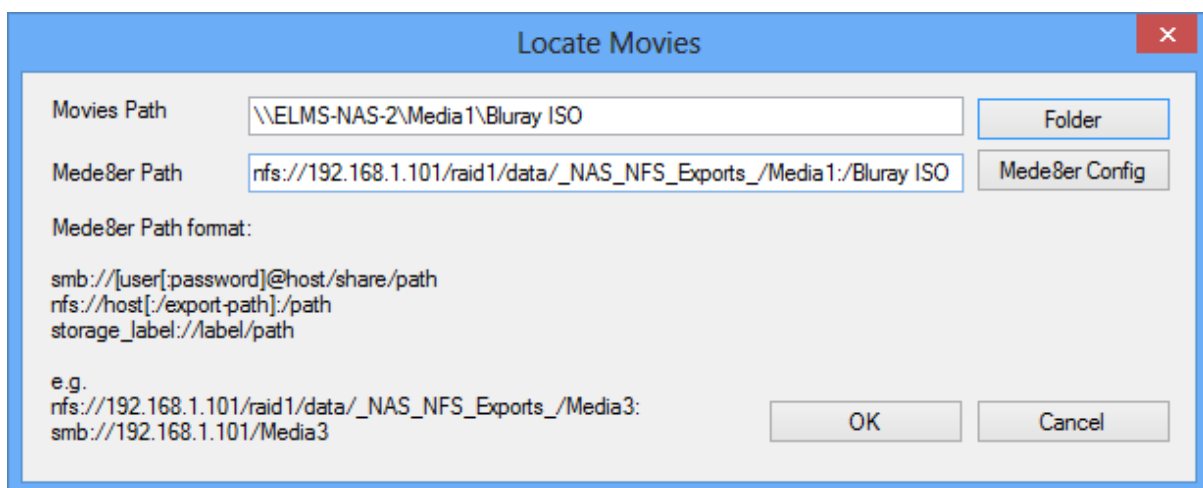 Locate Movies
×
Movies Path
\\ELMS-NAS-2\Media1\Bluray ISO
Folder
Mede8er Path
nfs://192.168.1.101/raid1/data/_NAS_NFS_Exports_/Media1:/Bluray ISO
Mede8er Config
Mede8er Path format:
smb://[user[:password]@host/share/path
nfs://host[:/export-path]:/path
storage_label://label/path
e.g.
nfs://192.168.1.101/raid1/data/_NAS_NFS_Exports_/Media3:
smb://192.168.1.101/Media3
OK
Cancel